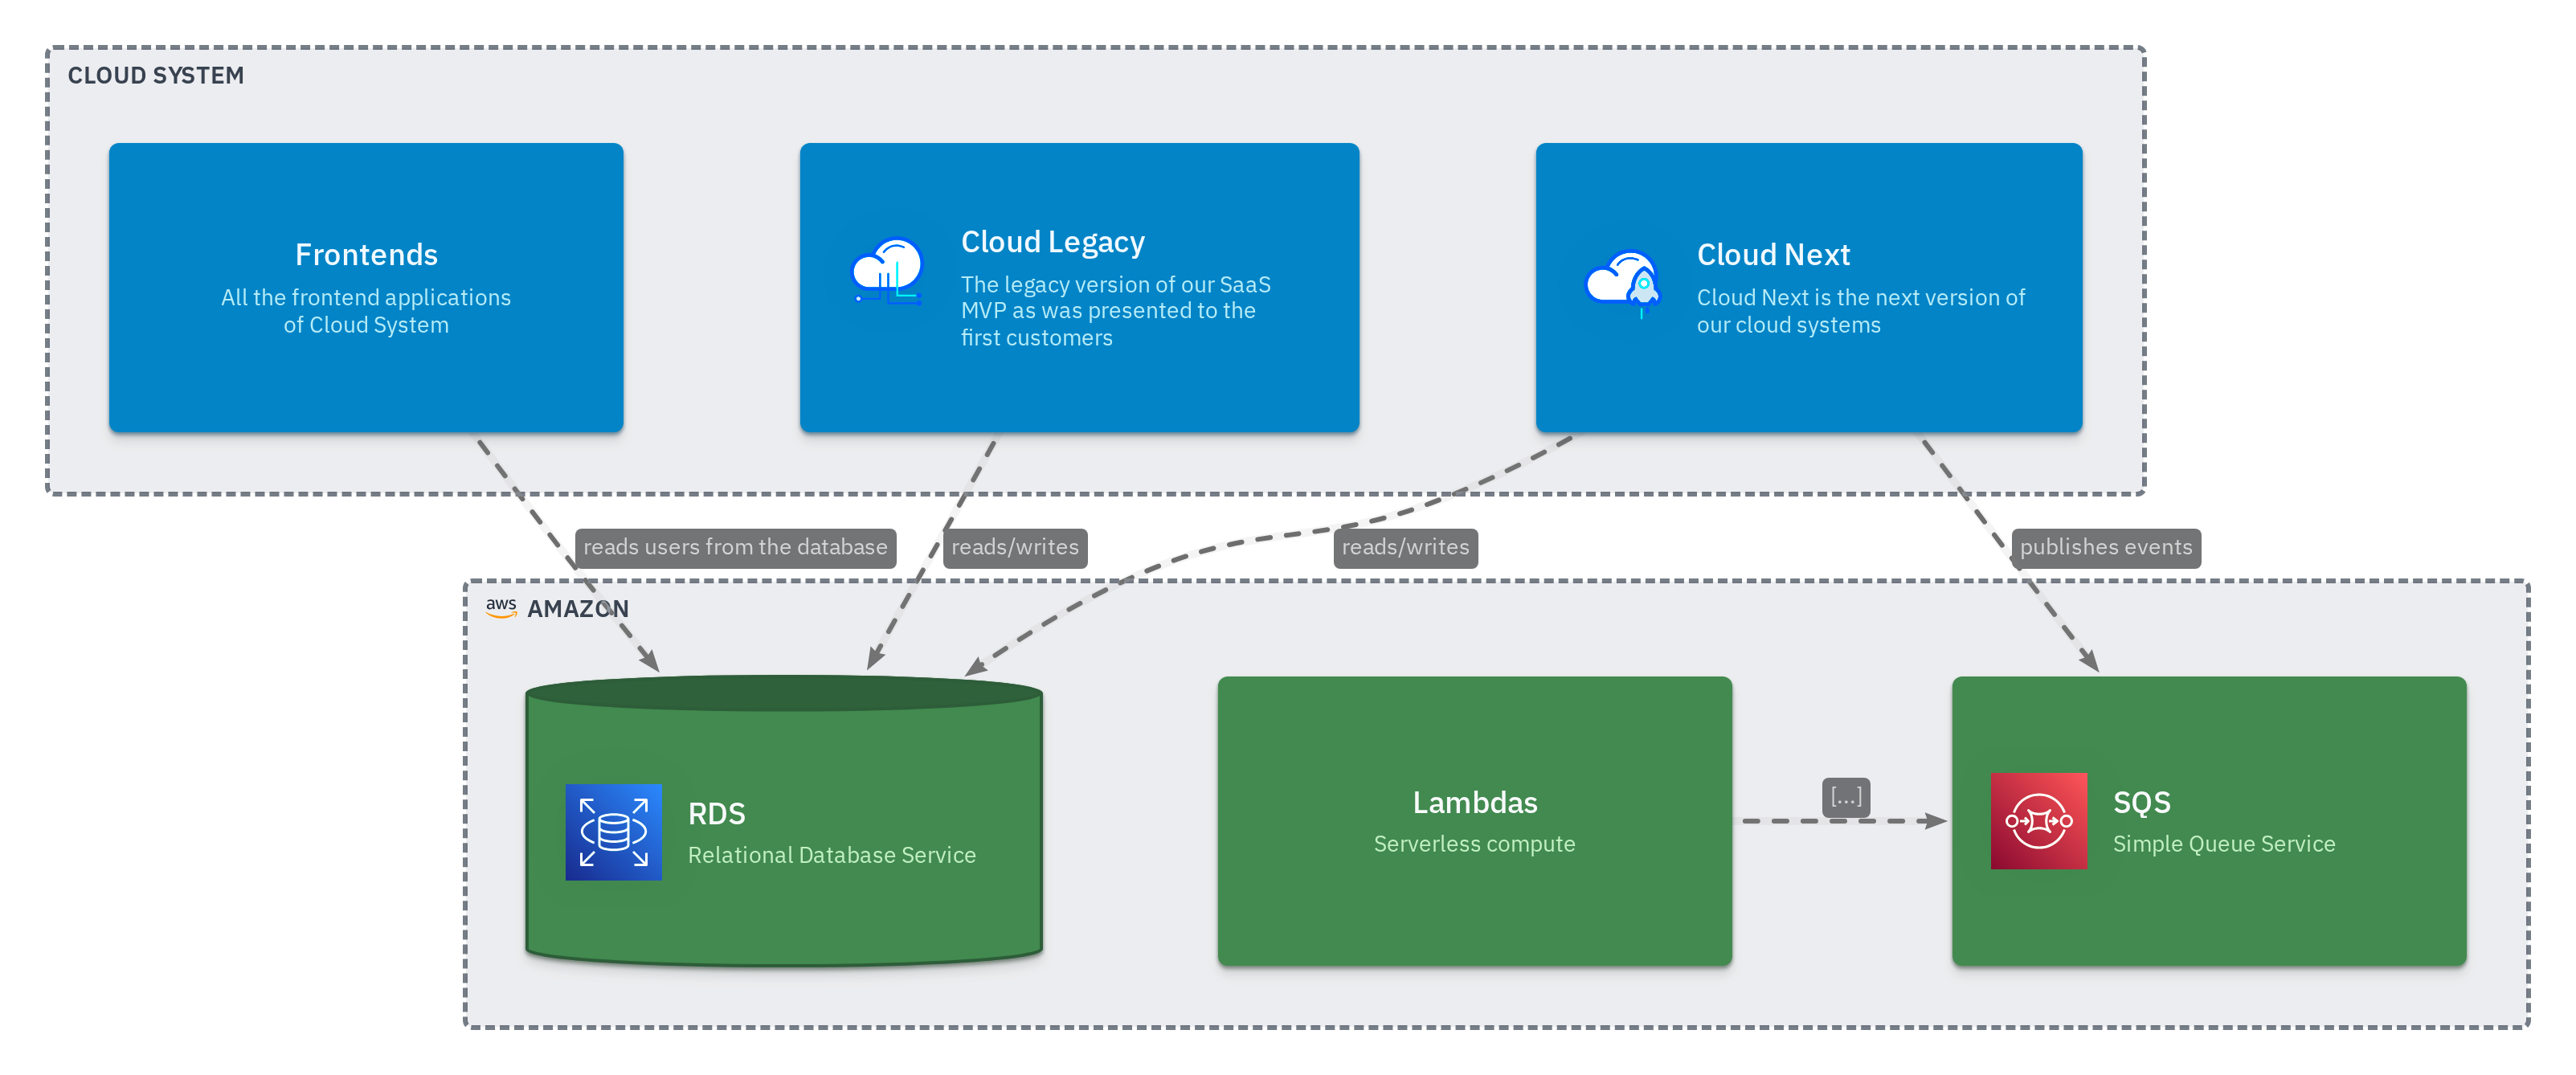 CLOUD SYSTEM
Frontends
All the frontend applications
of Cloud System
Cloud Legacy
The legacy version of our SaaS
MVP as was presented to the
first customers
Cloud Next
Cloud Next is the next version of
our cloud systems
reads users from the database
reads/writes
reads/writes
publishes events
aws AMAZON
RDS
Relational Database Service
Lambdas
Serverless compute
[...]
SQS
Simple Queue Service